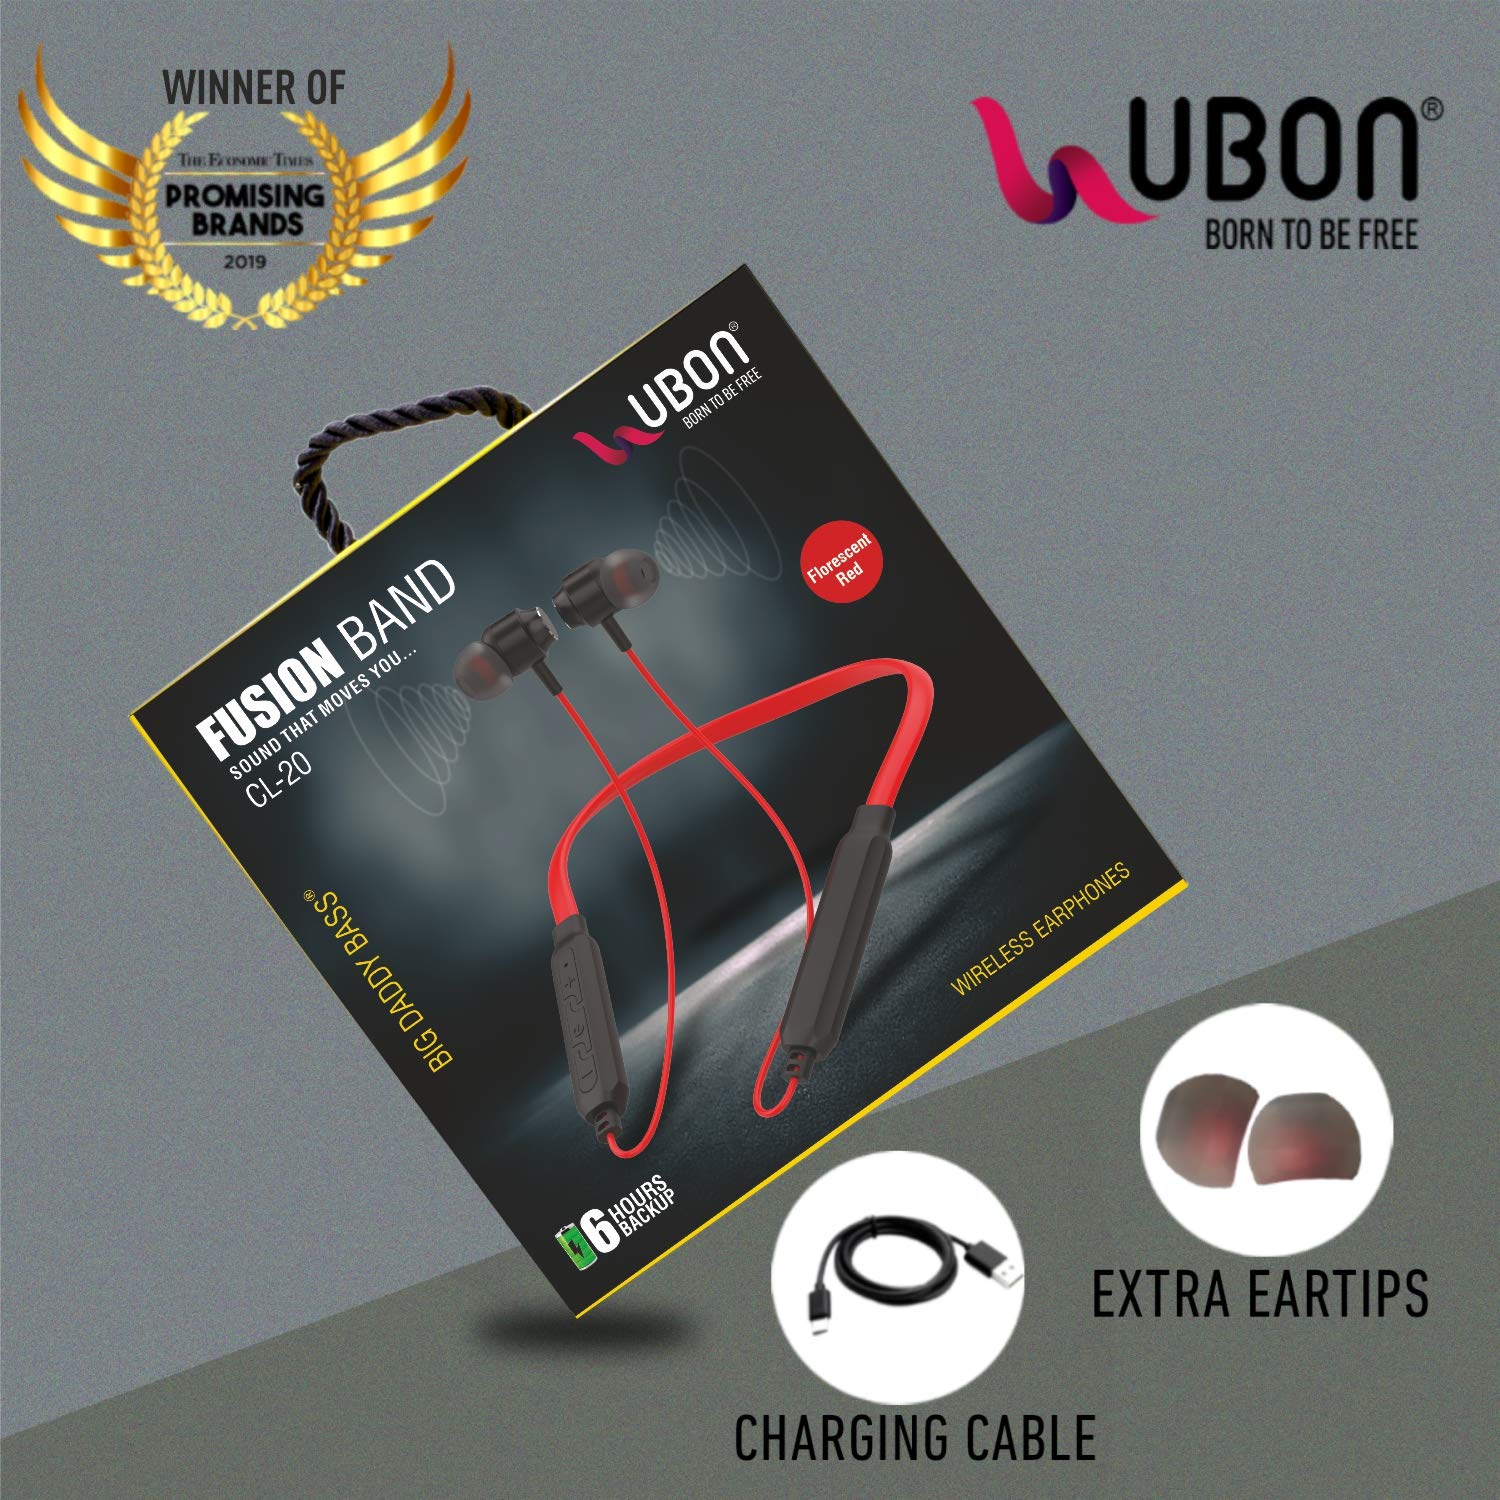 WINNER OF
THE ECONOMIC TIMES
PROMISING
BRANDS
2019
UBON®
BORN TO BE FREE
UBON®
BORN TO BE FREE
Florescent
Red
FUSION BAND
SOUND THAT MOVES YOU...
CL-20
BIG DADDY BASS®
WIRELESS EARPHONES
6 HOURS
BACKUP
EXTRA EARTIPS
CHARGING CABLE